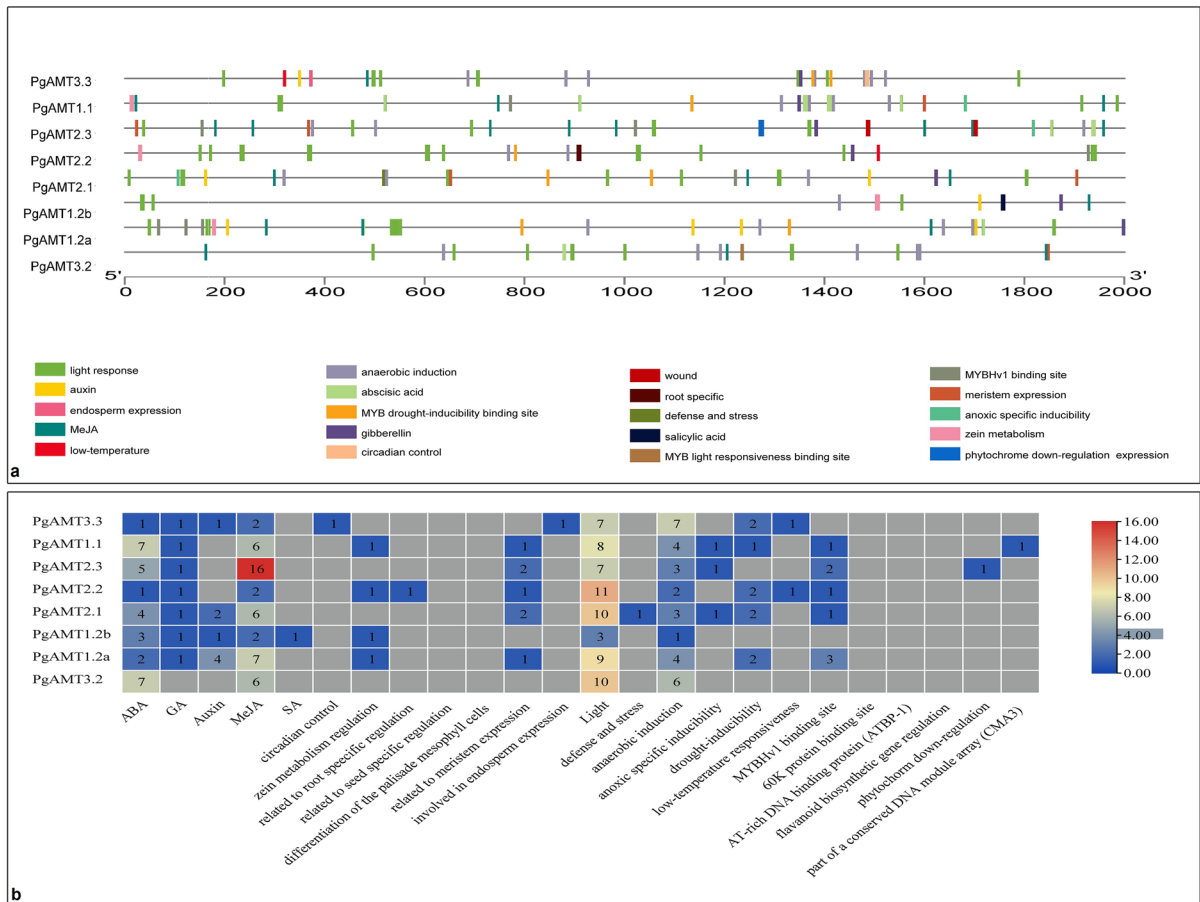 PgAMT3.3
PgAMT1.1
PgAMT2.3
PgAMT2.2
PgAMT2.1
PgAMT1.2b
PgAMT1.2a
PgAMT3.2
5' 3'
0 200 400 600 800 1000 1200 1400 1600 1800 2000
light response
auxin
endosperm expression
MeJA
low-temperature
anaerobic induction
abscisic acid
MYB drought-inducibility binding site
gibberellin
circadian control
wound
root specific
defense and stress
salicylic acid
MYB light responsiveness binding site
MYBHv1 binding site
meristem expression
anoxic specific inducibility
zein metabolism
phytochrome down-regulation expression
a
PgAMT3.3 1 1 1 2 1 1 7 7 2 1
PgAMT1.1 7 1 6 1 1 8 4 1 1 1 1
PgAMT2.3 5 1 16 2 7 3 1 2 1
PgAMT2.2 1 1 2 1 1 1 11 2 2 1 1
PgAMT2.1 4 1 2 6 2 10 1 3 1 2 1
PgAMT1.2b 3 1 1 2 1 1 3 1
PgAMT1.2a 2 1 4 7 1 1 9 4 2 3
PgAMT3.2 7 6 10 6
ABA
GA
Auxin
MeJA
SA
circadian control
zein metabolism regulation
related to root specific regulation
related to seed specific regulation
differentiation of the palisade mesophyll cells
related to meristem expression
involved in endosperm expression
Light
defense and stress
anaerobic induction
anoxic specific inducibility
drought-inducibility
low-temperature responsiveness
MYBHv1 binding site
60K protein binding site
AT-rich DNA binding protein (ATBP-1)
flavanoid biosynthetic gene regulation
phytochorm down-regulation
part of a conserved DNA module array (CMA3)
16.00
14.00
12.00
10.00
8.00
6.00
4.00
2.00
0.00
b